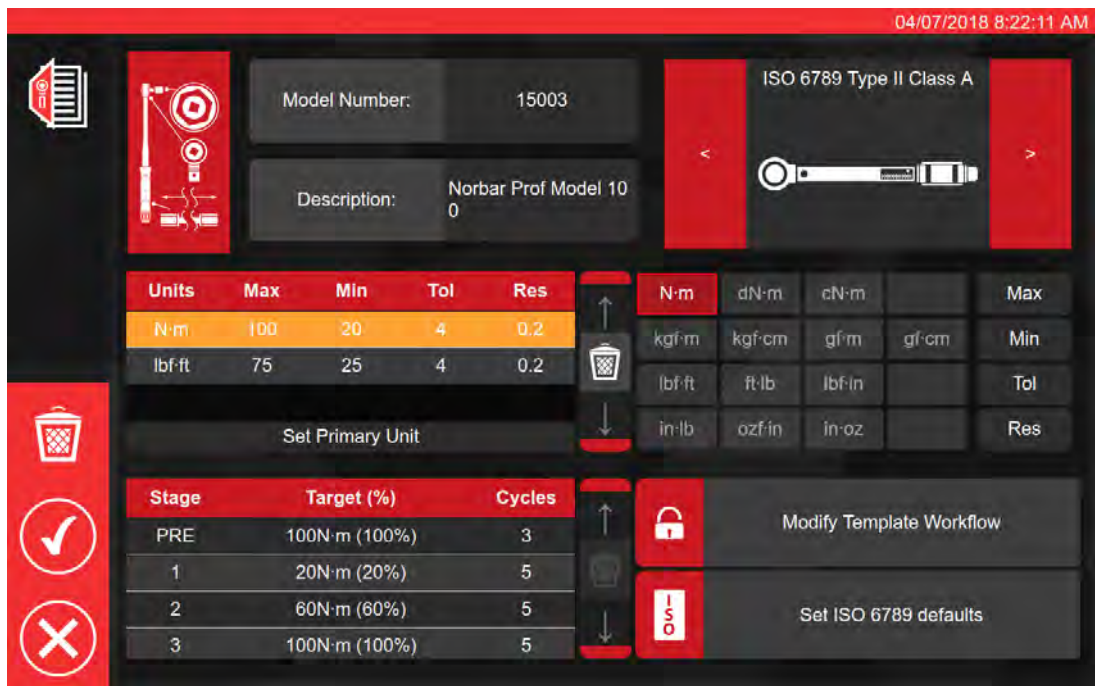 04/07/2018 8:22:11 AM
Model Number: 15003
ISO 6789 Type II Class A
< >
Description: Norbar Prof Model 10
0
Units Max Min Tol Res
N·m 100 20 4 0.2
lbf·ft 75 25 4 0.2
Set Primary Unit
N·m dN·m cN·m Max
kgf·m kgf·cm gf·m gf·cm Min
lbf·ft ft·lb lbf·in Tol
in·lb ozf·in in·oz Res
Stage Target (%) Cycles
PRE 100N·m (100%) 3
1 20N·m (20%) 5
2 60N·m (60%) 5
3 100N·m (100%) 5
Modify Template Workflow
ISO Set ISO 6789 defaults